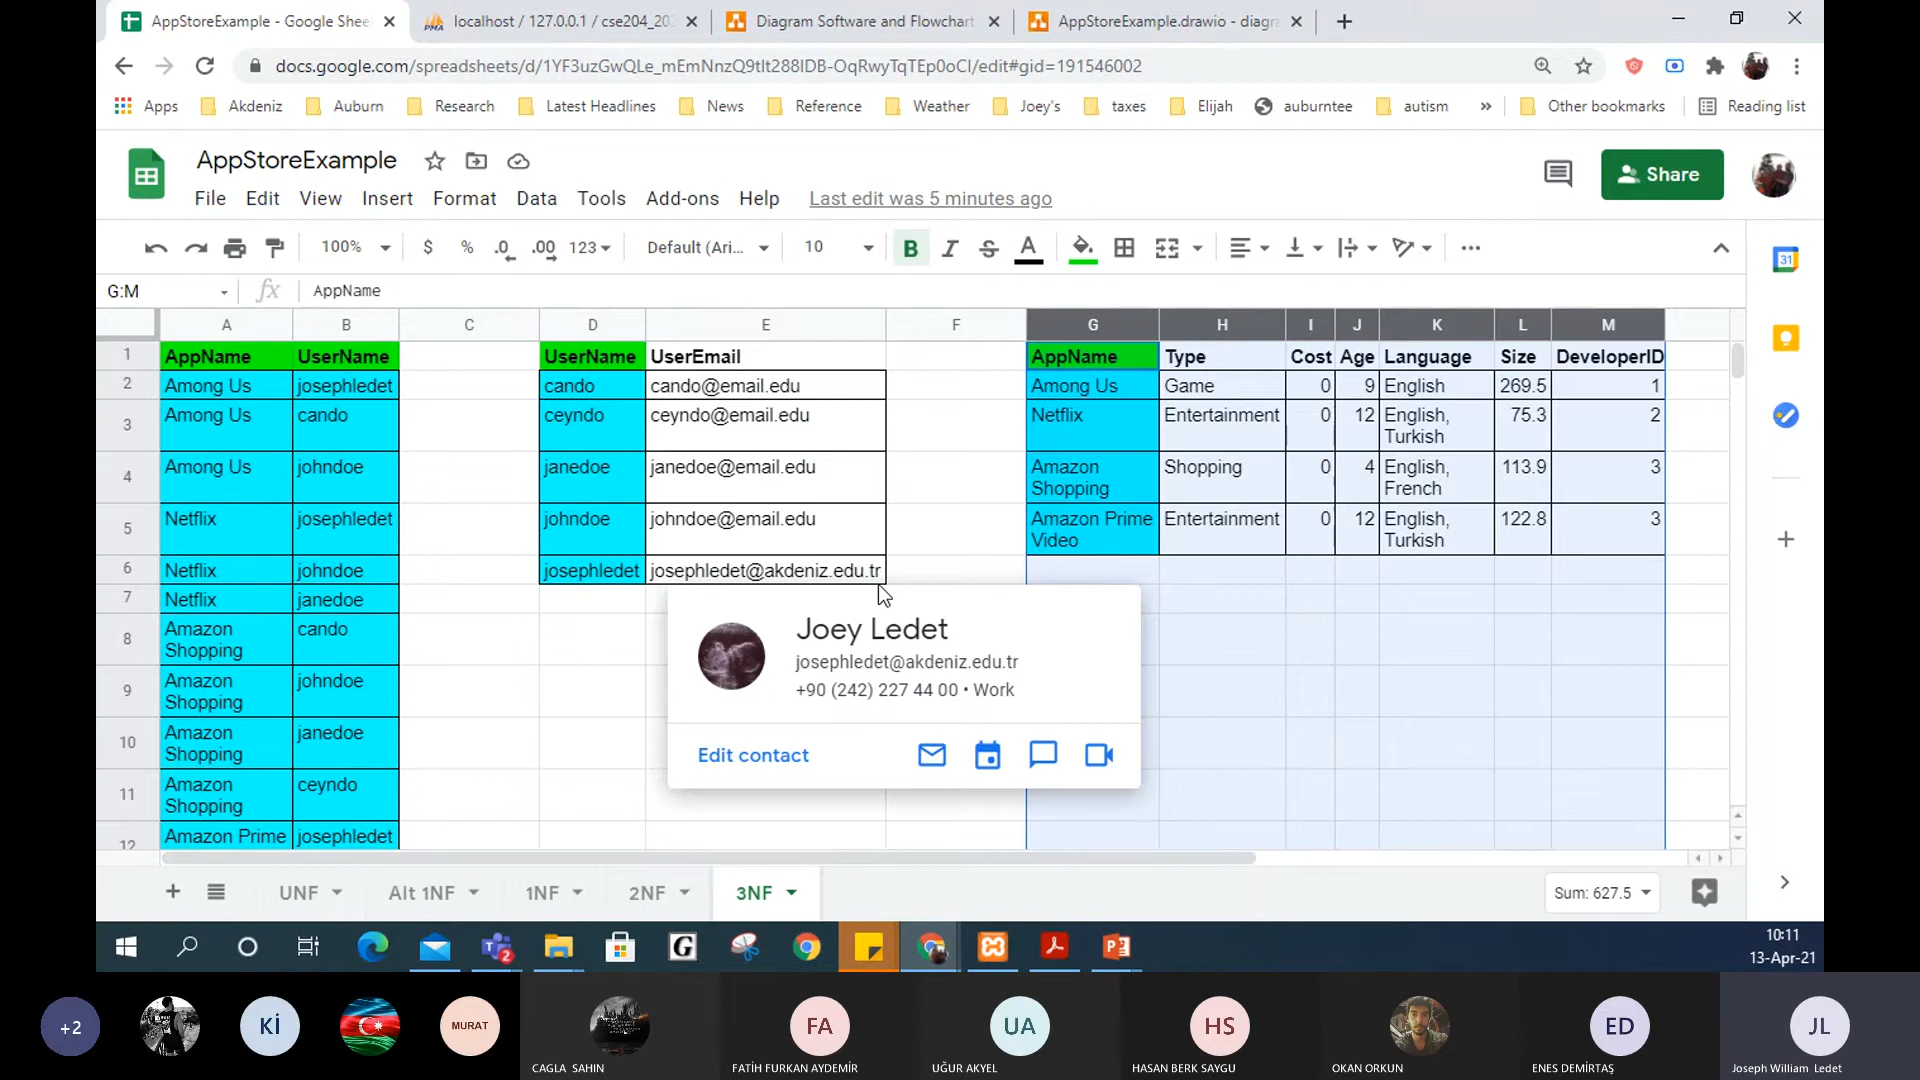 AppStoreExample - Google Shee
localhost / 127.0.0.1 / cse204_20
Diagram Software and Flowchart
AppStoreExample.drawio - diagr
docs.google.com/spreadsheets/d/1YF3uzGwQLe_mEmNnzQ9tIt288IDB-OqRwyTqTEp0oCI/edit#gid=191546002
Apps Akdeniz Auburn Research Latest Headlines News Reference Weather Joey's taxes Elijah auburntee autism » Other bookmarks Reading list
AppStoreExample
Share
File Edit View Insert Format Data Tools Add-ons Help Last edit was 5 minutes ago
100% $ % .0 .00 123 Default (Ari... 10 B I S A
G:M fx AppName
A B C D E F G H I J K L M
1 AppName UserName UserName UserEmail AppName Type Cost Age Language Size DeveloperID
2 Among Us josephledet cando cando@email.edu Among Us Game 0 9 English 269.5 1
3 Among Us cando ceyndo ceyndo@email.edu Netflix Entertainment 0 12 English, 75.3 2
Turkish
4 Among Us johndoe janedoe janedoe@email.edu Amazon Shopping 0 4 English, 113.9 3
Shopping French
5 Netflix josephledet johndoe johndoe@email.edu Amazon Prime Entertainment 0 12 English, 122.8 3
Video Turkish
6 Netflix johndoe josephledet josephledet@akdeniz.edu.tr
7 Netflix janedoe
8 Amazon cando
Shopping
9 Amazon johndoe
Shopping
10 Amazon janedoe
Shopping
11 Amazon ceyndo
Shopping
12 Amazon Prime josephledet
Joey Ledet
josephledet@akdeniz.edu.tr
+90 (242) 227 44 00 • Work
Edit contact
UNF Alt 1NF 1NF 2NF 3NF Sum: 627.5
10:11
13-Apr-21
+2 Kİ MURAT FA UA HS ED JL
CAGLA SAHIN FATİH FURKAN AYDEMİR UĞUR AKYEL HASAN BERK SAYGU OKAN ORKUN ENES DEMİRTAŞ Joseph William Ledet